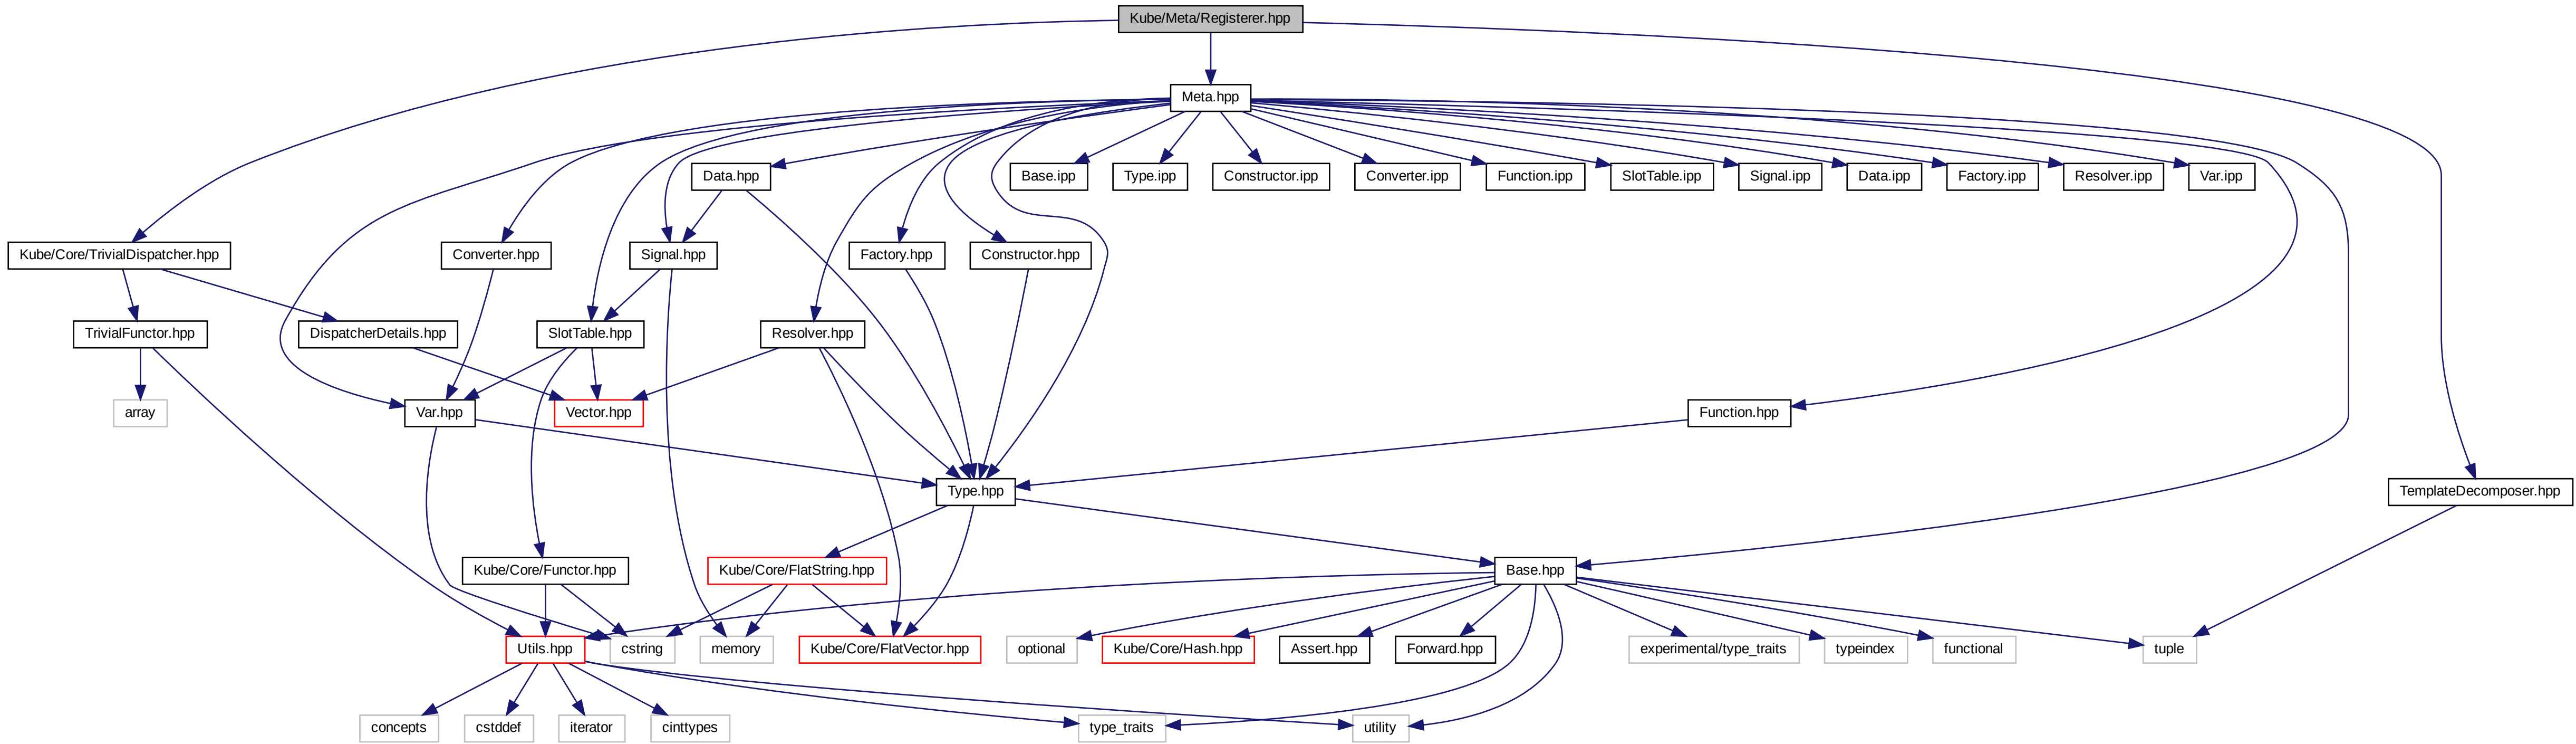 Kube/Meta/Registerer.hpp
Meta.hpp
Data.hpp
Base.ipp
Type.ipp
Constructor.ipp
Converter.ipp
Function.ipp
SlotTable.ipp
Signal.ipp
Data.ipp
Factory.ipp
Resolver.ipp
Var.ipp
Kube/Core/TrivialDispatcher.hpp
Converter.hpp
Signal.hpp
Factory.hpp
Constructor.hpp
TrivialFunctor.hpp
DispatcherDetails.hpp
SlotTable.hpp
Resolver.hpp
array
Var.hpp
Vector.hpp
Function.hpp
Type.hpp
TemplateDecomposer.hpp
Kube/Core/Functor.hpp
Kube/Core/FlatString.hpp
Base.hpp
Utils.hpp
cstring
memory
Kube/Core/FlatVector.hpp
optional
Kube/Core/Hash.hpp
Assert.hpp
Forward.hpp
experimental/type_traits
typeindex
functional
tuple
concepts
cstddef
iterator
cinttypes
type_traits
utility